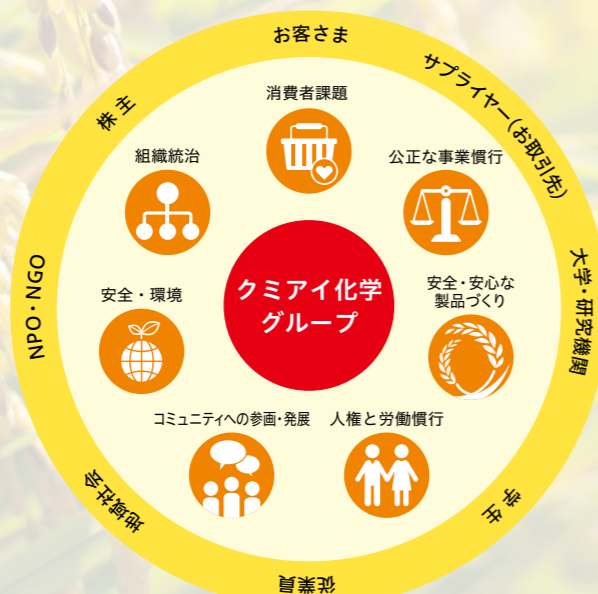 お客さま
サプライヤー(お取引先)
大学・研究機関
学生
従業員
地域社会
NPO・NGO
株主
消費者課題
公正な事業慣行
安全・安心な
製品づくり
人権と労働慣行
コミュニティへの参画・発展
安全・環境
組織統治
クミアイ化学
グループ